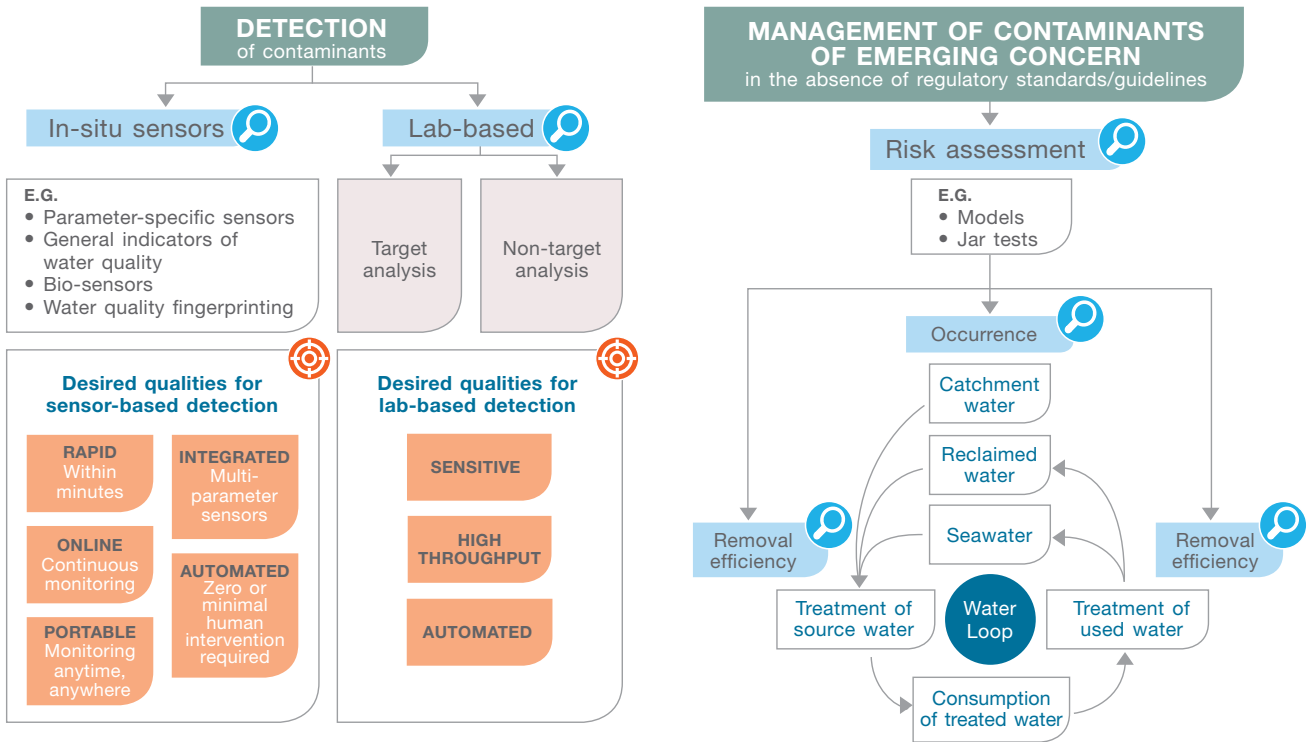 DETECTION
of contaminants
In-situ sensors
Lab-based
E.G.
• Parameter-specific sensors
• General indicators of
water quality
• Bio-sensors
• Water quality fingerprinting
Target
analysis
Non-target
analysis
Desired qualities for
sensor-based detection
RAPID
Within
minutes
ONLINE
Continuous
monitoring
PORTABLE
Monitoring
anytime,
anywhere
INTEGRATED
Multi-
parameter
sensors
AUTOMATED
Zero or
minimal
human
intervention
required
Desired qualities for
lab-based detection
SENSITIVE
HIGH
THROUGHPUT
AUTOMATED
MANAGEMENT OF CONTAMINANTS
OF EMERGING CONCERN
in the absence of regulatory standards/guidelines
Risk assessment
E.G.
• Models
• Jar tests
Occurrence
Catchment
water
Reclaimed
water
Seawater
Removal
efficiency
Removal
efficiency
Treatment of
source water
Water
Loop
Treatment of
used water
Consumption
of treated water